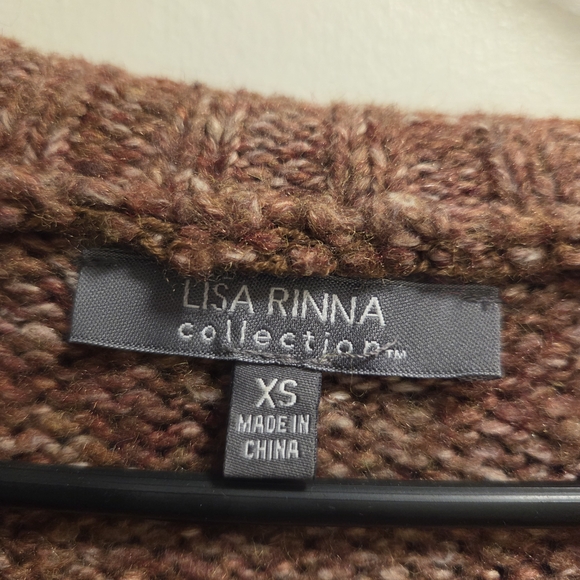 LISA RINNA
collection™
XS
MADE IN
CHINA